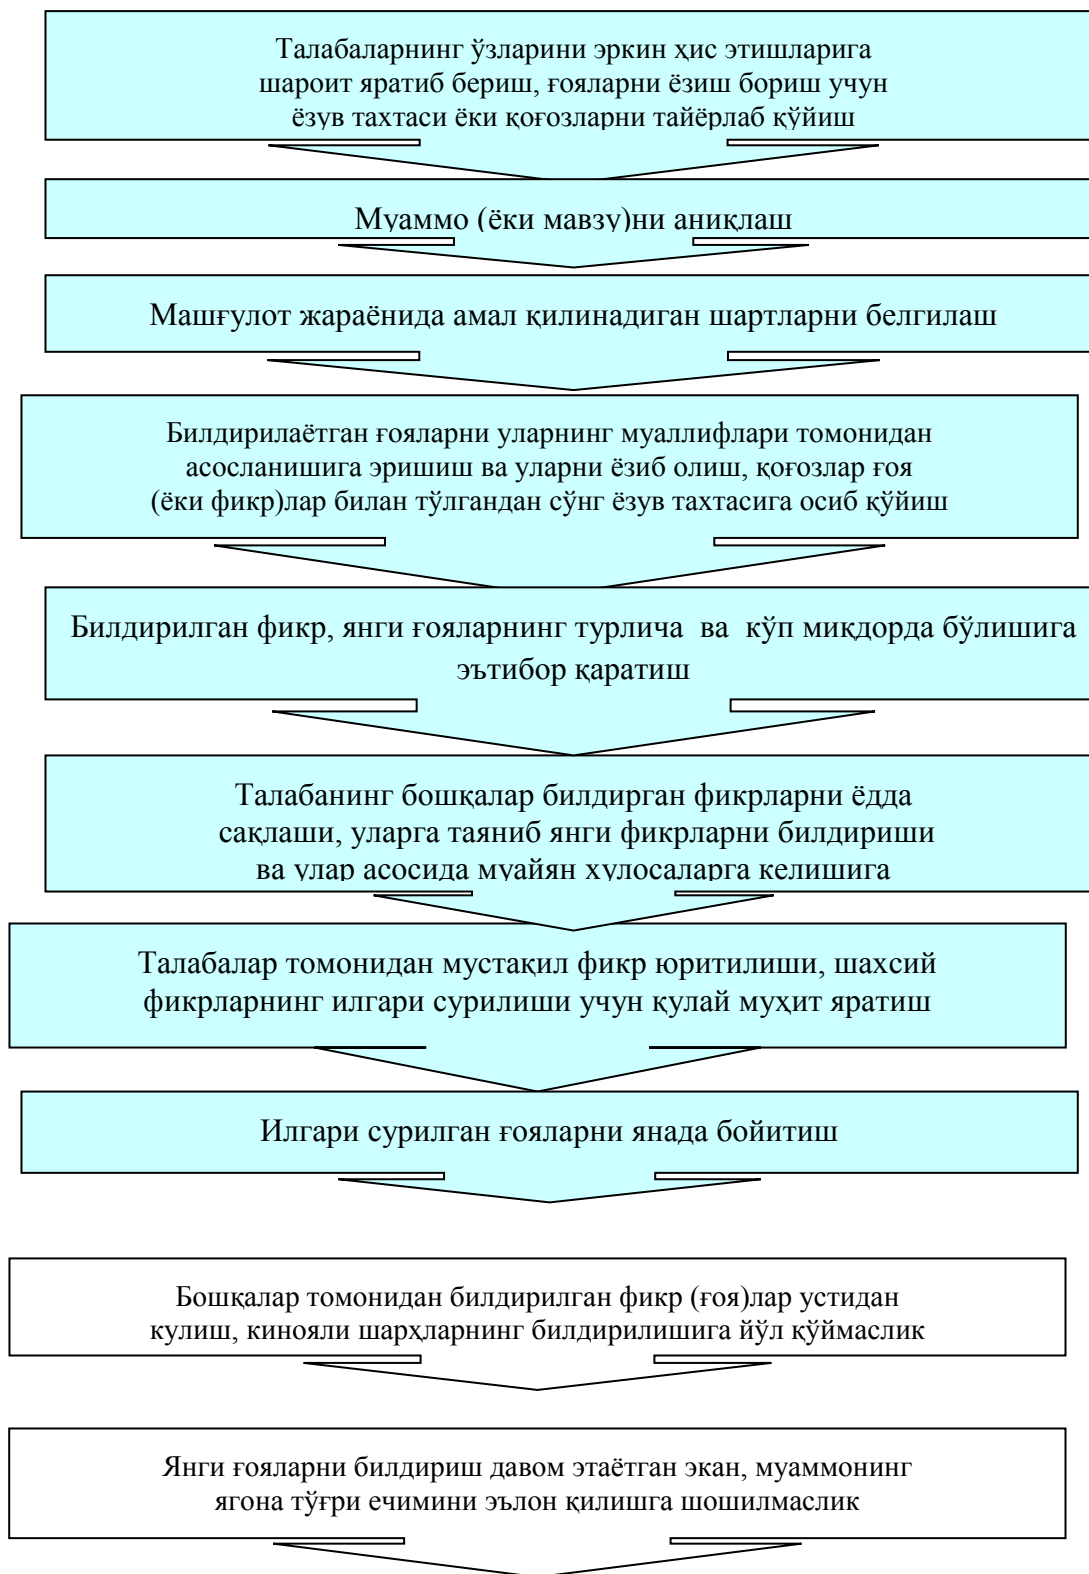 Талабаларнинг ўзларини эркин ҳис этишларига
шароит яратиб бериш, ғояларни ёзиш бориш учун
ёзув тахтаси ёки қоғозларни тайёрлаб қўйиш
Муаммо (ёки мавзу)ни аниқлаш
Машғулот жараёнида амал қилинадиган шартларни белгилаш
Билдирилаётган ғояларни уларнинг муаллифлари томонидан
асосланишига эришиш ва уларни ёзиб олиш, қоғозлар ғоя
(ёки фикр)лар билан тўлгандан сўнг ёзув тахтасига осиб қўйиш
Билдирилган фикр, янги ғояларнинг турлича ва кўп миқдорда бўлишига
эътибор қаратиш
Талабанинг бошқалар билдирган фикрларни ёдда
сақлаши, уларга таяниб янги фикрларни билдириши
ва улар асосида муайян хулосаларга келишига
Талабалар томонидан мустақил фикр юритилиши, шахсий
фикрларнинг илгари сурилиши учун қулай муҳит яратиш
Илгари сурилган ғояларни янада бойитиш
Бошқалар томонидан билдирилган фикр (ғоя)лар устидан
кулиш, кинояли шарҳларнинг билдирилишига йўл қўймаслик
Янги ғояларни билдириш давом этаётган экан, муаммонинг
ягона тўғри ечимини эълон қилишга шошилмаслик